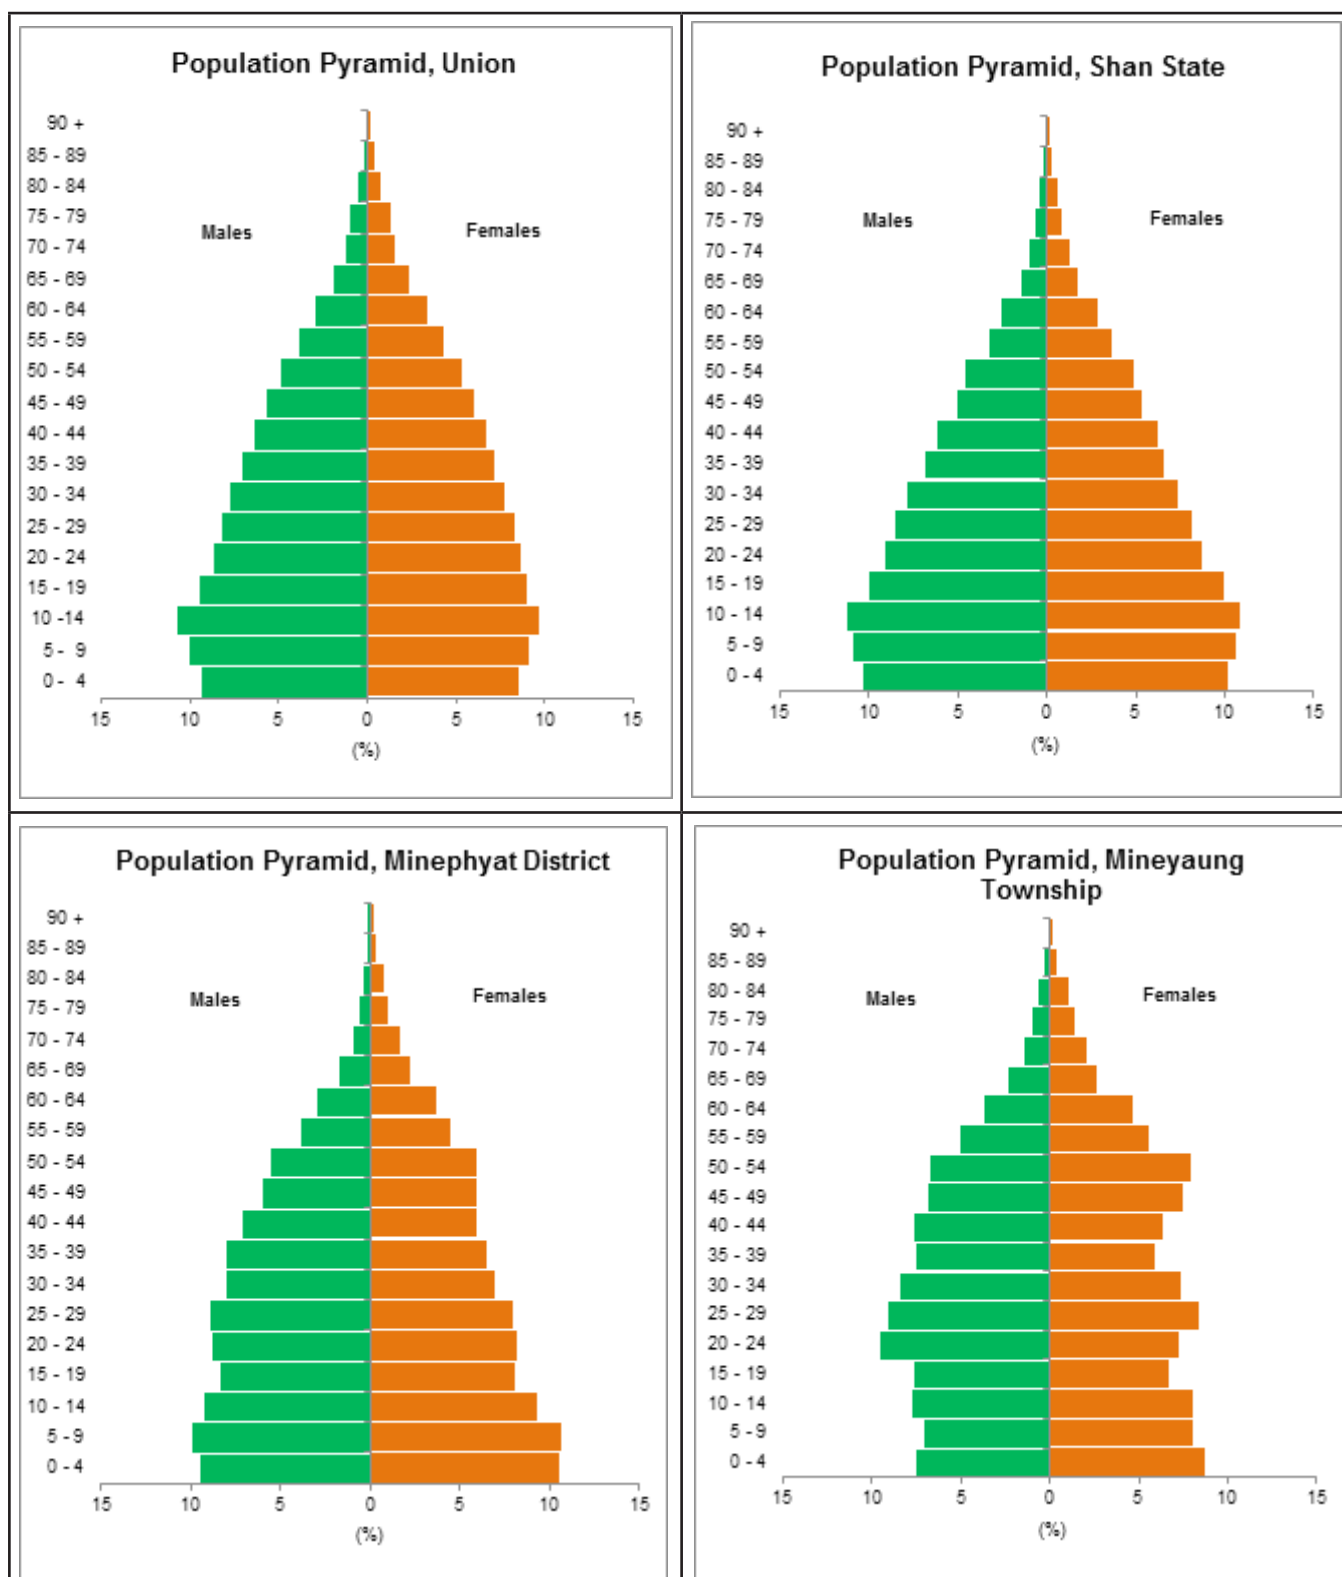 Population Pyramid, Union
90 +
85 - 89
80 - 84
75 - 79
70 - 74
65 - 69
60 - 64
55 - 59
50 - 54
45 - 49
40 - 44
35 - 39
30 - 34
25 - 29
20 - 24
15 - 19
10 -14
5 - 9
0 - 4
Males
Females
15 10 5 0 5 10 15
(%)
Population Pyramid, Shan State
90 +
85 - 89
80 - 84
75 - 79
70 - 74
65 - 69
60 - 64
55 - 59
50 - 54
45 - 49
40 - 44
35 - 39
30 - 34
25 - 29
20 - 24
15 - 19
10 - 14
5 - 9
0 - 4
Males
Females
15 10 5 0 5 10 15
(%)
Population Pyramid, Minephyat District
90 +
85 - 89
80 - 84
75 - 79
70 - 74
65 - 69
60 - 64
55 - 59
50 - 54
45 - 49
40 - 44
35 - 39
30 - 34
25 - 29
20 - 24
15 - 19
10 - 14
5 - 9
0 - 4
Males
Females
15 10 5 0 5 10 15
(%)
Population Pyramid, Mineyaung
Township
90 +
85 - 89
80 - 84
75 - 79
70 - 74
65 - 69
60 - 64
55 - 59
50 - 54
45 - 49
40 - 44
35 - 39
30 - 34
25 - 29
20 - 24
15 - 19
10 - 14
5 - 9
0 - 4
Males
Females
15 10 5 0 5 10 15
(%)